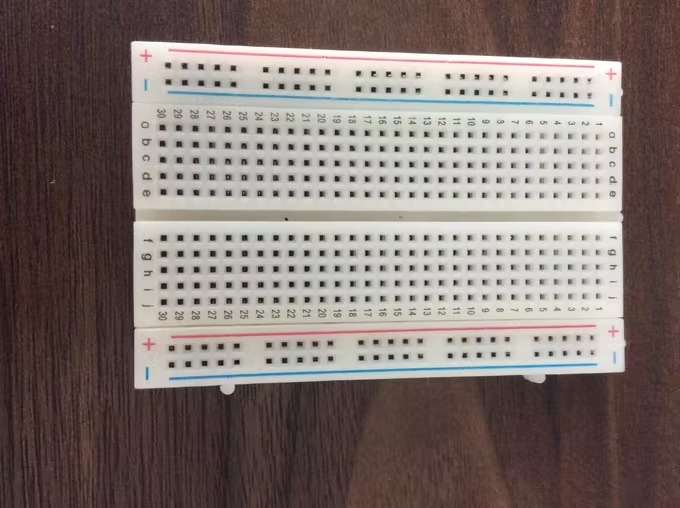 + +
- -
30 29 28 27 26 25 24 23 22 21 20 19 18 17 16 15 14 13 12 11 10 9 8 7 6 5 4 3 2 1
a a
b b
c c
d d
e e
f f
g g
h h
i i
j j
30 29 28 27 26 25 24 23 22 21 20 19 18 17 16 15 14 13 12 11 10 9 8 7 6 5 4 3 2 1
+ +
- -